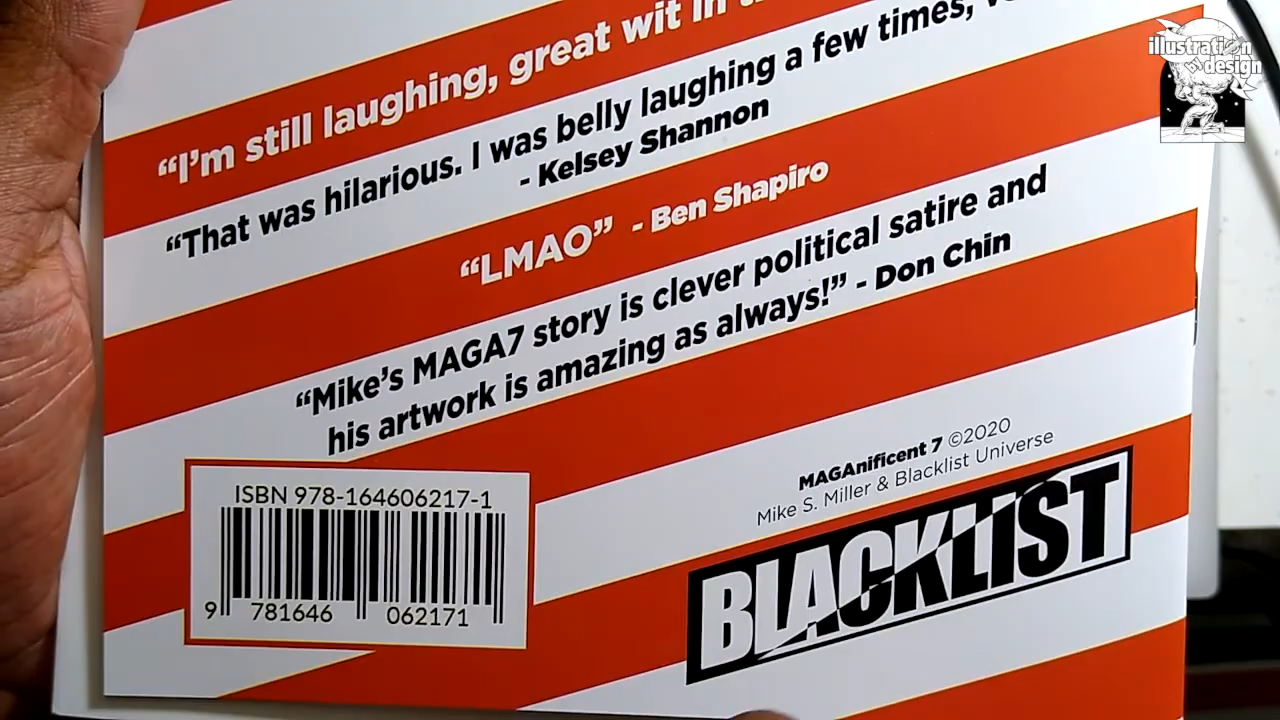 "I'm still laughing, great wit in
"That was hilarious. I was belly laughing a few times,
- Kelsey Shannon
"LMAO" - Ben Shapiro
"Mike's MAGA7 story is clever political satire and
his artwork is amazing as always!" - Don Chin
MAGAnificent 7 ©2020
Mike S. Miller & Blacklist Universe
BLACKLIST
ISBN 978-164606217-1
9 781646 062171
illustration
design